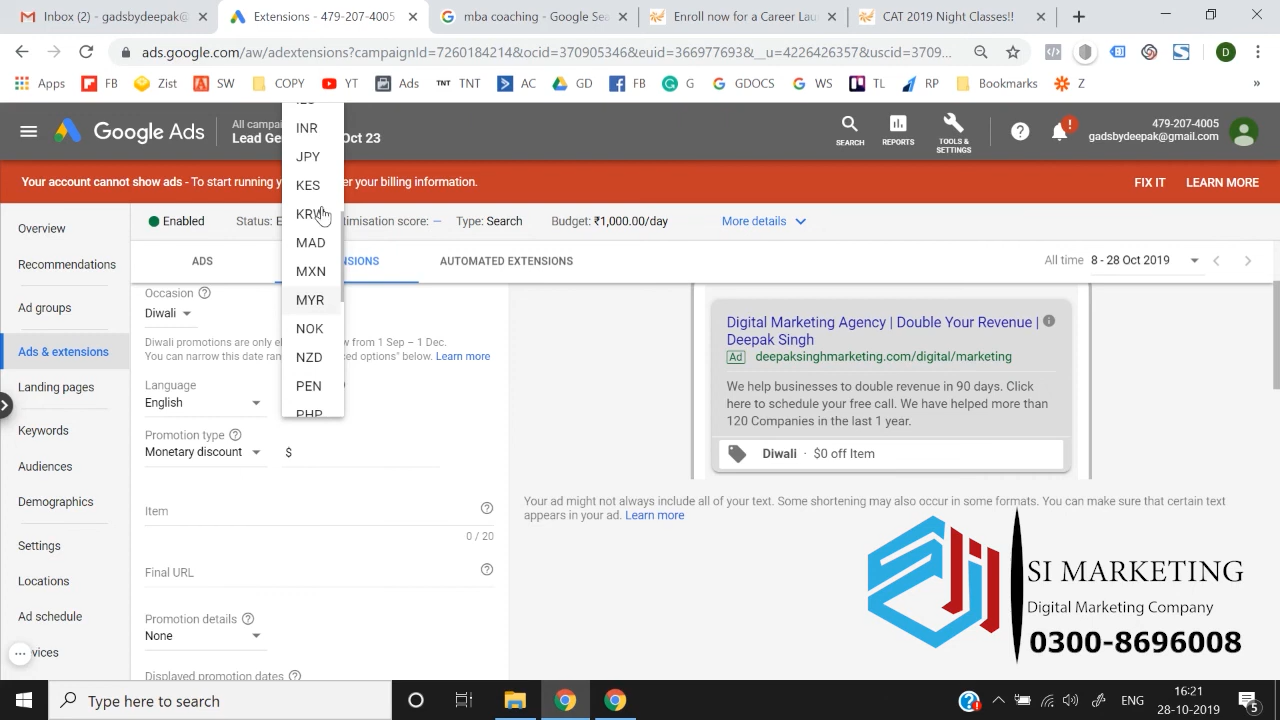 Inbox (2) - gadsbydeepak@
Extensions - 479-207-4005
mba coaching - Google Sea
Enroll now for a Career Lau
CAT 2019 Night Classes!!
ads.google.com/aw/adextensions?campaignId=7260184214&ocid=370905346&euid=366977693&__u=4226426357&uscid=3709...
D
Apps
FB
Zist
SW
COPY
YT
Ads
TNT
TNT
AC
GD
FB
G
GDOCS
WS
TL
RP
Bookmarks
Z
»
Google Ads
All campai
Lead Ge
Oct 23
SEARCH
REPORTS
TOOLS & SETTINGS
479-207-4005
gadsbydeepak@gmail.com
Your account cannot show ads - To start running y
er your billing information.
FIX IT
LEARN MORE
Enabled
Status: E
timisation score: –
Type: Search
Budget: ₹1,000.00/day
More details
INR
JPY
KES
KRW
MAD
MXN
MYR
NOK
NZD
PEN
PHP
Overview
Recommendations
Ad groups
Ads & extensions
Landing pages
Keywords
Audiences
Demographics
Settings
Locations
Ad schedule
vices
ADS
NSIONS
AUTOMATED EXTENSIONS
All time
8 - 28 Oct 2019
Occasion
Diwali
Diwali promotions are only e
w from 1 Sep – 1 Dec.
You can narrow this date ran
ced options" below. Learn more
Language
English
Promotion type
Monetary discount
$
Item
0 / 20
Final URL
Promotion details
None
Displayed promotion dates
Digital Marketing Agency | Double Your Revenue |
Deepak Singh
Ad deepaksinghmarketing.com/digital/marketing
We help businesses to double revenue in 90 days. Click
here to schedule your free call. We have helped more than
120 Companies in the last 1 year.
Diwali · $0 off Item
Your ad might not always include all of your text. Some shortening may also occur in some formats. You can make sure that certain text
appears in your ad. Learn more
SI MARKETING
Digital Marketing Company
0300-8696008
Type here to search
ENG
16:21
28-10-2019
5